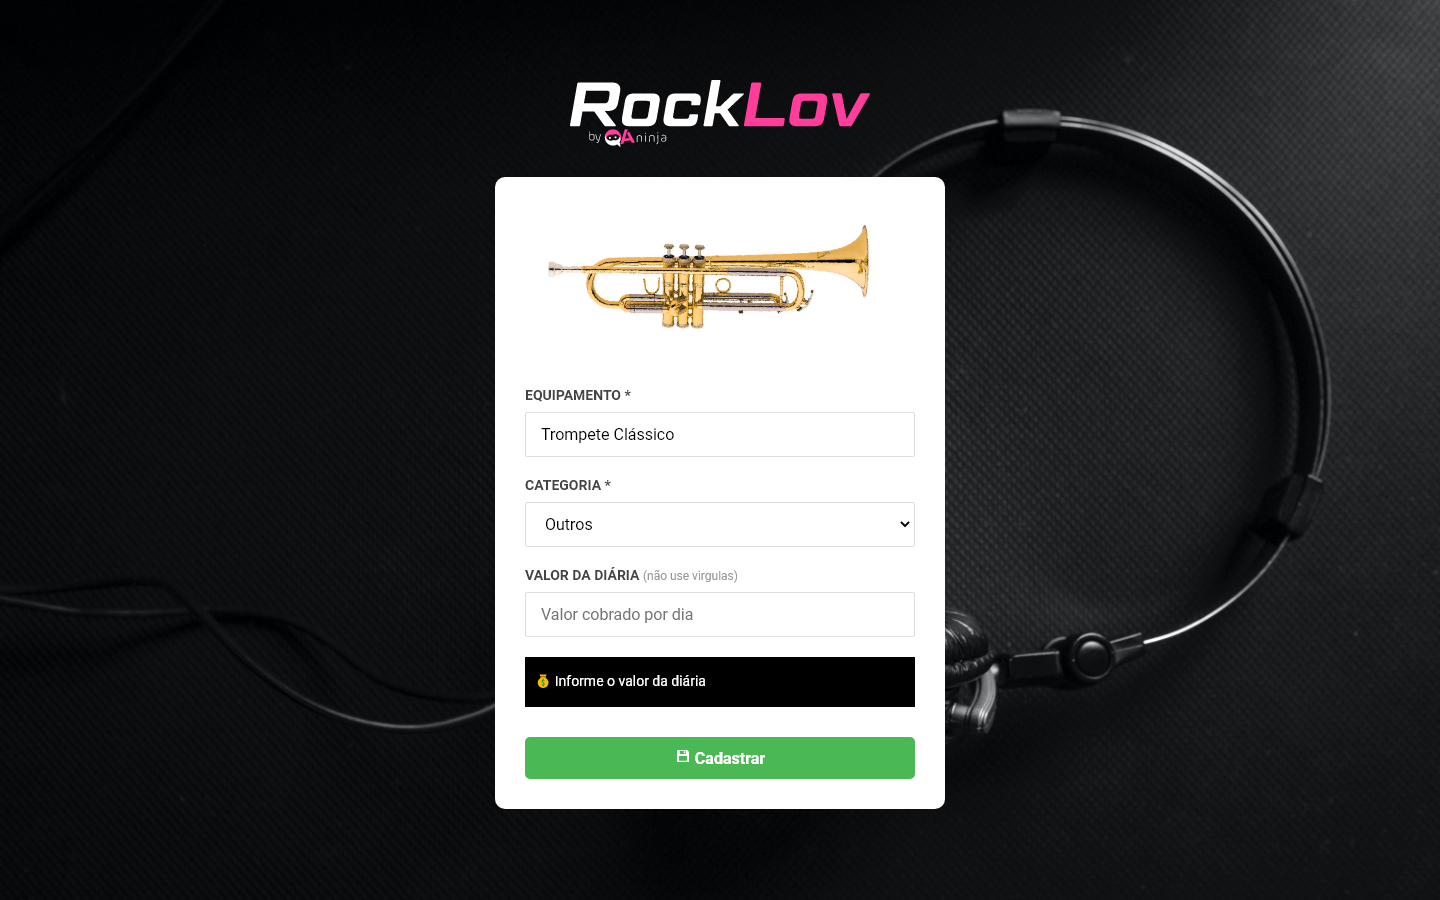 RockLov
by QAninja
EQUIPAMENTO *
Trompete Clássico
CATEGORIA *
Outros
VALOR DA DIÁRIA (não use virgulas)
Valor cobrado por dia
Informe o valor da diária
Cadastrar